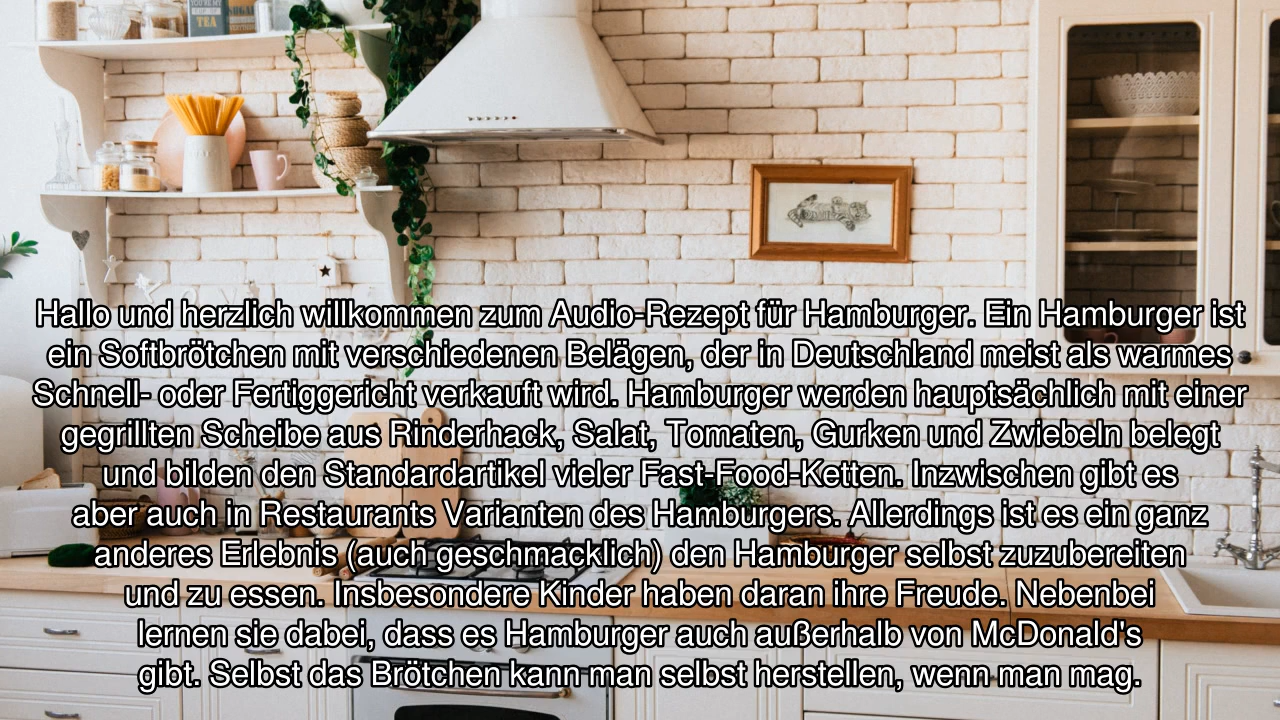 TEA
SUGAR
Hallo und herzlich willkommen zum Audio-Rezept für Hamburger. Ein Hamburger ist
ein Softbrötchen mit verschiedenen Belägen, der in Deutschland meist als warmes
Schnell- oder Fertiggericht verkauft wird. Hamburger werden hauptsächlich mit einer
gegrillten Scheibe aus Rinderhack, Salat, Tomaten, Gurken und Zwiebeln belegt
und bilden den Standardartikel vieler Fast-Food-Ketten. Inzwischen gibt es
aber auch in Restaurants Varianten des Hamburgers. Allerdings ist es ein ganz
anderes Erlebnis (auch geschmacklich) den Hamburger selbst zuzubereiten
und zu essen. Insbesondere Kinder haben daran ihre Freude. Nebenbei
lernen sie dabei, dass es Hamburger auch außerhalb von McDonald's
gibt. Selbst das Brötchen kann man selbst herstellen, wenn man mag.